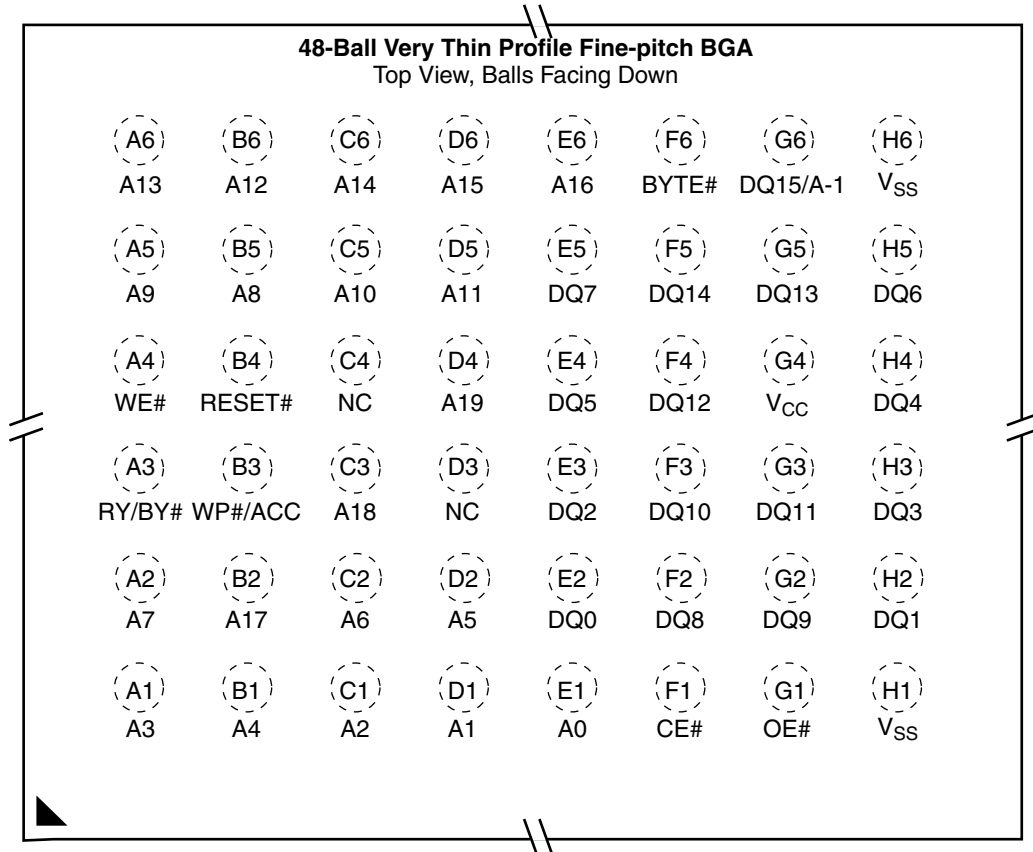 48-Ball Very Thin Profile Fine-pitch BGA
Top View, Balls Facing Down
A6 B6 C6 D6 E6 F6 G6 H6
A13 A12 A14 A15 A16 BYTE# DQ15/A-1 VSS
A5 B5 C5 D5 E5 F5 G5 H5
A9 A8 A10 A11 DQ7 DQ14 DQ13 DQ6
A4 B4 C4 D4 E4 F4 G4 H4
WE# RESET# NC A19 DQ5 DQ12 VCC DQ4
A3 B3 C3 D3 E3 F3 G3 H3
RY/BY# WP#/ACC A18 NC DQ2 DQ10 DQ11 DQ3
A2 B2 C2 D2 E2 F2 G2 H2
A7 A17 A6 A5 DQ0 DQ8 DQ9 DQ1
A1 B1 C1 D1 E1 F1 G1 H1
A3 A4 A2 A1 A0 CE# OE# VSS